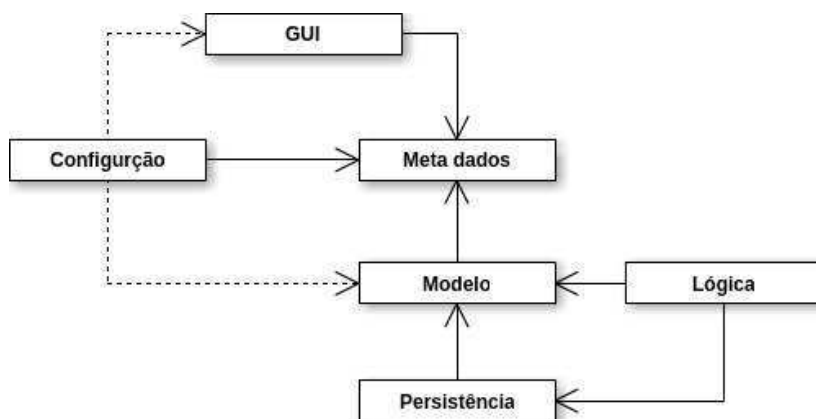 GUI
Configurção
Meta dados
Modelo
Lógica
Persistência